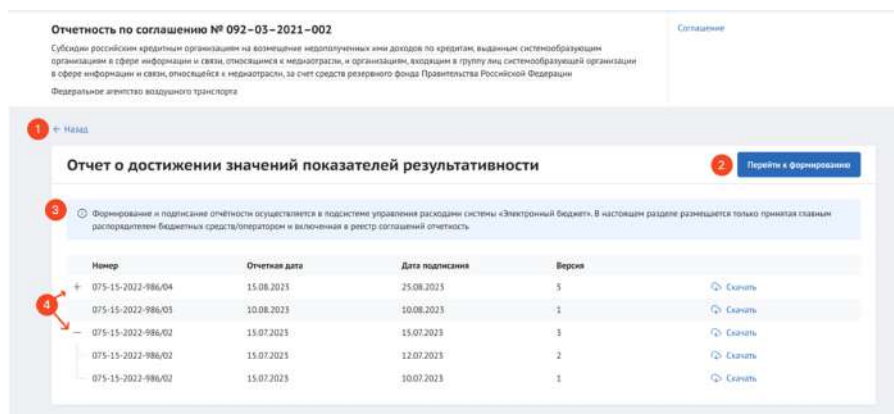 Отчетность по соглашению № 092-03-2021-002
Соглашение
Субсидии российским кредитным организациям на возмещение недополученных ими доходов по кредитам, выданным системообразующим
организациям в сфере информации и связи, относящимся к медиаотрасли, и организациям, входящим в группу лиц системообразующей организации
в сфере информации и связи, относящейся к медиаотрасли, за счет средств резервного фонда Правительства Российской Федерации
Федеральное агентство воздушного транспорта
1 ← Назад
Отчет о достижении значений показателей результативности
2 Перейти к формированию
3 Формирование и подписание отчётности осуществляется в подсистеме управления расходами системы «Электронный бюджет». В настоящем разделе размещается только принятая главным
распорядителем бюджетных средств/оператором и включенная в реестр соглашений отчетность
Номер Отчетная дата Дата подписания Версия
+ 075-15-2022-986/04 15.08.2023 25.08.2023 5 Скачать
4
075-15-2022-986/03 10.08.2023 10.08.2023 1 Скачать
— 075-15-2022-986/02 15.07.2023 15.07.2023 3 Скачать
075-15-2022-986/02 15.07.2023 12.07.2023 2 Скачать
075-15-2022-986/02 15.07.2023 10.07.2023 1 Скачать